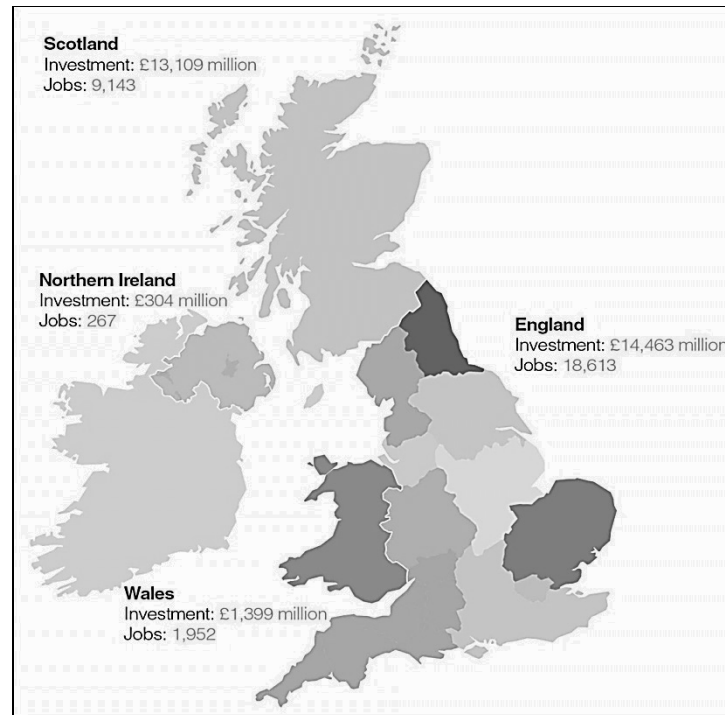 Scotland
Investment: £13,109 million
Jobs: 9,143
Northern Ireland
Investment: £304 million
Jobs: 267
England
Investment: £14,463 million
Jobs: 18,613
Wales
Investment: £1,399 million
Jobs: 1,952